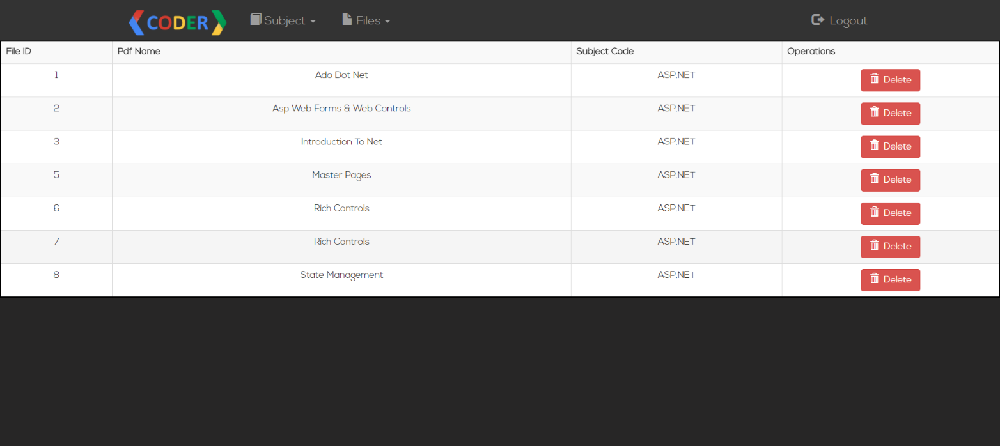 CODER Subject Files Logout
File ID Pdf Name Subject Code Operations
1 Ado Dot Net ASP.NET Delete
2 Asp Web Forms & Web Controls ASP.NET Delete
3 Introduction To Net ASP.NET Delete
5 Master Pages ASP.NET Delete
6 Rich Controls ASP.NET Delete
7 Rich Controls ASP.NET Delete
8 State Management ASP.NET Delete